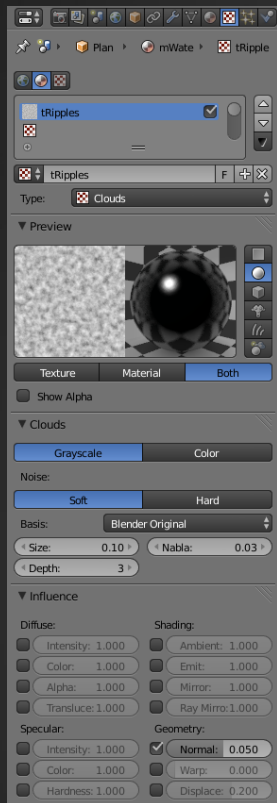 Plan mWate tRipple
tRipples
tRipples F
Type: Clouds
Preview
Texture Material Both
Show Alpha
Clouds
Grayscale Color
Noise:
Soft Hard
Basis: Blender Original
Size: 0.10 Nabla: 0.03
Depth: 3
Influence
Diffuse: Shading:
Intensity: 1.000 Ambient: 1.000
Color: 1.000 Emit: 1.000
Alpha: 1.000 Mirror: 1.000
Transluce: 1.000 Ray Mirro: 1.000
Specular: Geometry:
Intensity: 1.000 Normal: 0.050
Color: 1.000 Warp: 0.000
Hardness: 1.000 Displace: 0.200